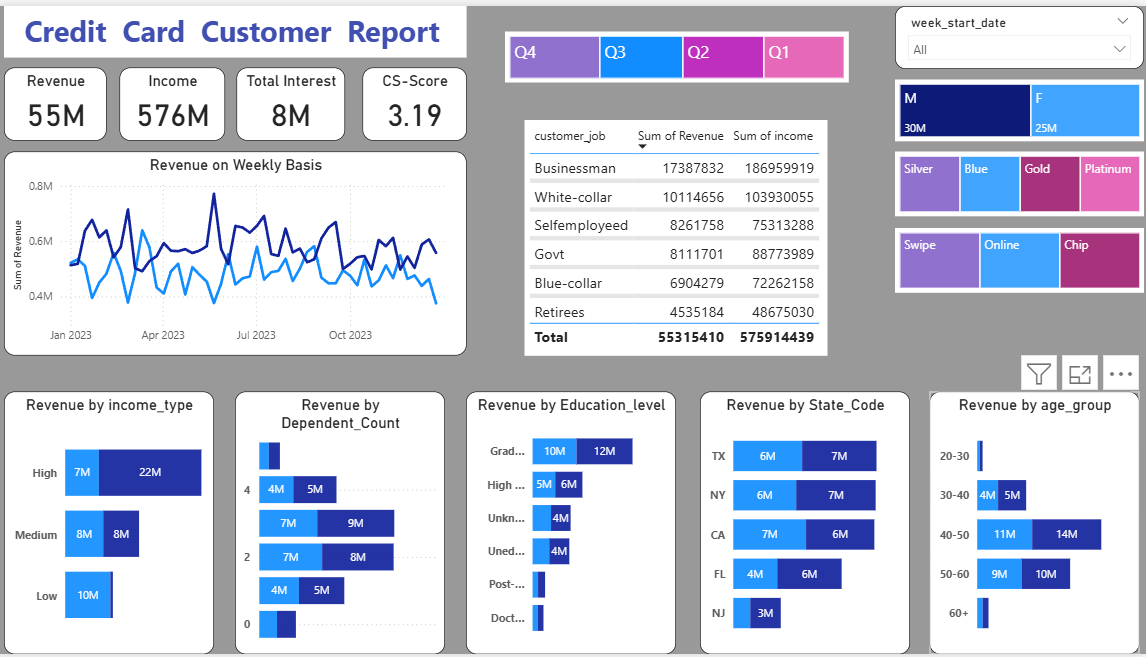 Credit Card Customer Report
Revenue
55M
Income
576M
Total Interest
8M
CS-Score
3.19
Q4
Q3
Q2
Q1
week_start_date
All
M
30M
F
25M
Silver
Blue
Gold
Platinum
Swipe
Online
Chip
Revenue on Weekly Basis
Sum of Revenue
0.8M
0.6M
0.4M
Jan 2023
Apr 2023
Jul 2023
Oct 2023
customer_job Sum of Revenue Sum of income
Businessman 17387832 186959919
White-collar 10114656 103930055
Selfemployeed 8261758 75313288
Govt 8111701 88773989
Blue-collar 6904279 72262158
Retirees 4535184 48675030
Total 55315410 575914439
Revenue by income_type
High 7M 22M
Medium 8M 8M
Low 10M
Revenue by
Dependent_Count
4 4M 5M
7M 9M
2 7M 8M
4M 5M
0
Revenue by Education_level
Grad... 10M 12M
High ... 5M 6M
Unkn... 4M
Uned... 4M
Post-...
Doct...
Revenue by State_Code
TX 6M 7M
NY 6M 7M
CA 7M 6M
FL 4M 6M
NJ 3M
Revenue by age_group
20-30
30-40 4M 5M
40-50 11M 14M
50-60 9M 10M
60+